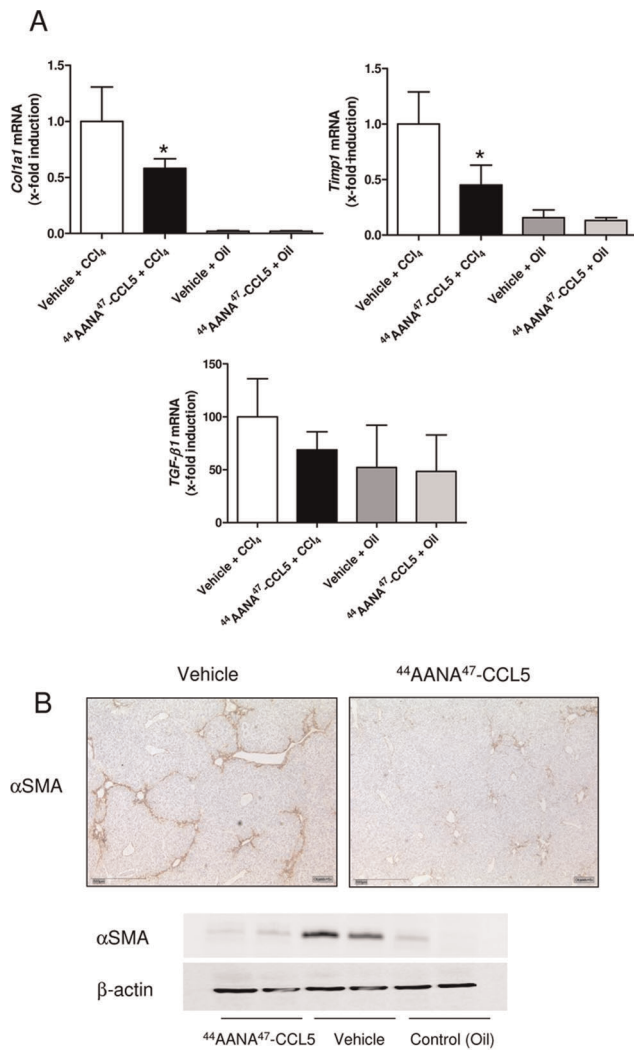 A
Col1a1 mRNA
(x-fold induction)
1.5
1.0
0.5
0.0
Vehicle + CCl₄
⁴⁴AANA⁴⁷-CCL5 + CCl₄
Vehicle + Oil
⁴⁴AANA⁴⁷-CCL5 + Oil
Timp1 mRNA
(x-fold induction)
1.5
1.0
0.5
0.0
Vehicle + CCl₄
⁴⁴AANA⁴⁷-CCL5 + CCl₄
Vehicle + Oil
⁴⁴AANA⁴⁷-CCL5 + Oil
*
*
TGF-β1 mRNA
(x-fold induction)
150
100
50
0
Vehicle + CCl₄
⁴⁴AANA⁴⁷-CCL5 + CCl₄
Vehicle + Oil
⁴⁴AANA⁴⁷-CCL5 + Oil
B
Vehicle
⁴⁴AANA⁴⁷-CCL5
αSMA
αSMA
β-actin
⁴⁴AANA⁴⁷-CCL5
Vehicle
Control (Oil)